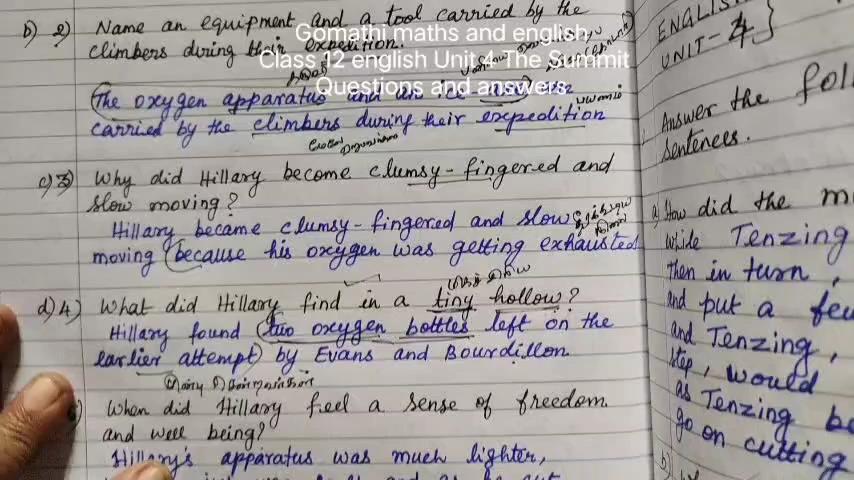 Gomathi maths and english
Class 12 english Unit 4 The Summit
Questions and answers
b) 2) Name an equipment and a tool carried by the
climbers during their expedition.
The oxygen apparatus and an ice
carried by the climbers during their expedition
பயணம்
c) 3) Why did Hillary become clumsy-fingered and
slow moving?
Hillary became clumsy-fingered and slow
moving because his oxygen was getting exhausted
d) 4) What did Hillary find in a tiny hollow?
Hillary found two oxygen bottles left on the
earlier attempt by Evans and Bourdillon
When did Hillary feel a sense of freedom
and well being?
Hillary's apparatus was much lighter,
ENGLIS
UNIT-4
Answer the fol
sentences.
a) How did the m
while Tenzing
then in turn,
and put a few
and Tenzing,
step, would
as Tenzing be
go on cutting
b)